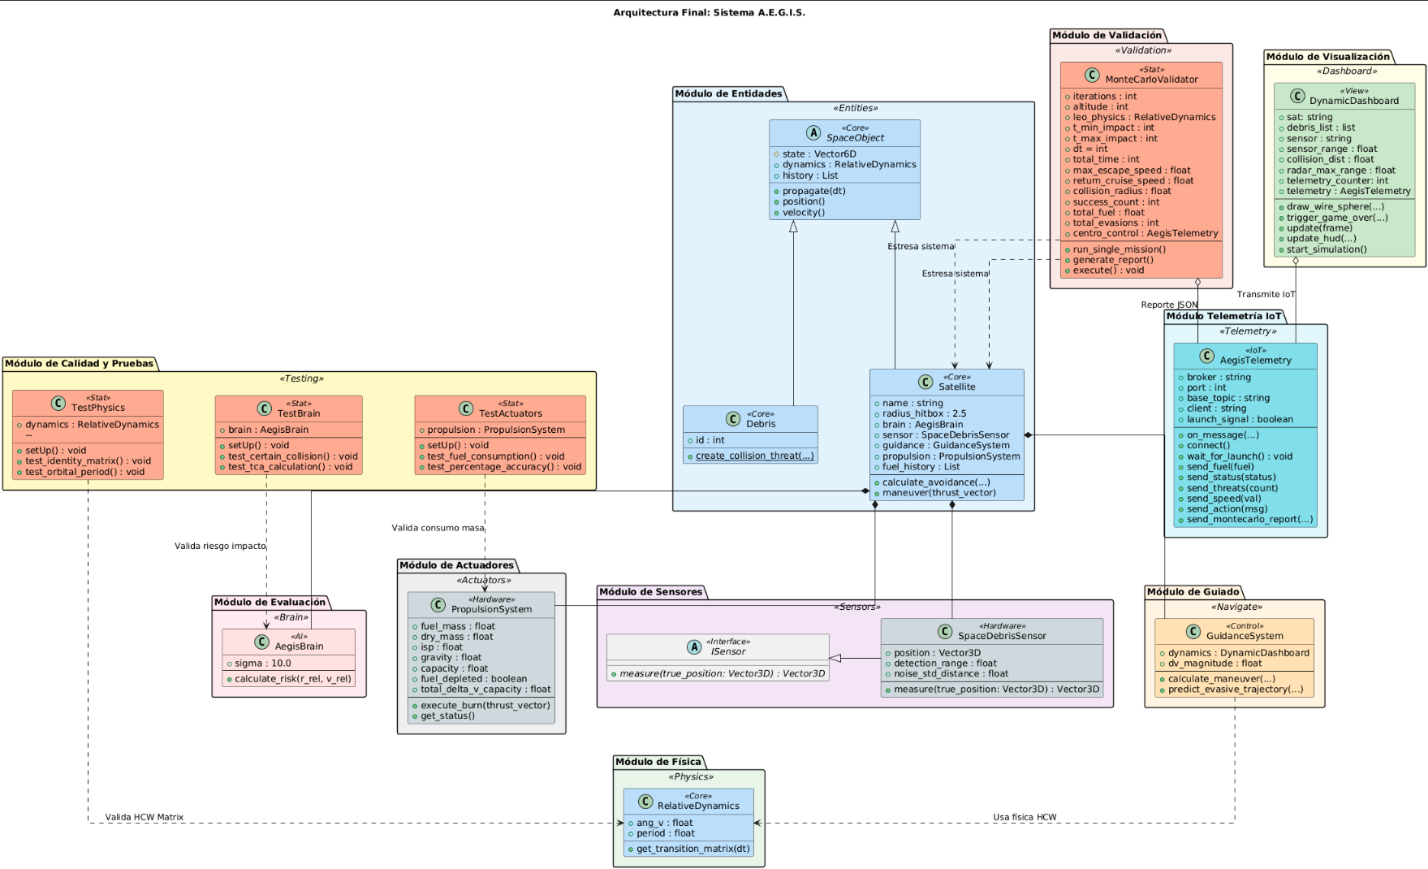 Arquitectura Final: Sistema A.E.G.I.S.
Módulo de Validación
«Validation»
«Stat»
C MonteCarloValidator
iterations : int
altitude : int
leo_physics : RelativeDynamics
t_min_impact : int
t_max_impact : int
dt = int
total_time : int
max_escape_speed : float
return_cruise_speed : float
collision_radius : float
success_count : int
total_fuel : float
total_evasions : int
centro_control : AegisTelemetry
run_single_mission()
generate_report()
execute() : void
Módulo de Visualización
«Dashboard»
«View»
C DynamicDashboard
sat: string
debris_list : list
sensor : string
sensor_range : float
collision_dist : float
radar_max_range : float
telemetry_counter: int
telemetry : AegisTelemetry
draw_wire_sphere(...)
trigger_game_over(...)
update(frame)
update_hud(...)
start_simulation()
Módulo de Entidades
«Entities»
«Core»
A SpaceObject
state : Vector6D
dynamics : RelativeDynamics
history : List
propagate(dt)
position()
velocity()
Estresa sistema
Estresa sistema
Reporte JSON
Transmite IoT
Módulo Telemetría IoT
«Telemetry»
«IoT»
C AegisTelemetry
broker : string
port : int
base_topic : string
client : string
launch_signal : boolean
on_message(...)
connect()
wait_for_launch() : void
send_fuel(fuel)
send_status(status)
send_threats(count)
send_speed(val)
send_action(msg)
send_montecarlo_report(...)
«Core»
C Satellite
name : string
radius_hitbox : 2.5
brain : AegisBrain
sensor : SpaceDebrisSensor
guidance : GuidanceSystem
propulsion : PropulsionSystem
fuel_history : List
calculate_avoidance(...)
maneuver(thrust_vector)
«Core»
C Debris
id : int
create_collision_threat(...)
Módulo de Calidad y Pruebas
«Testing»
«Stat»
C TestPhysics
dynamics : RelativeDynamics
--
setUp() : void
test_identity_matrix() : void
test_orbital_period() : void
«Stat»
C TestBrain
brain : AegisBrain
setUp() : void
test_certain_collision() : void
test_tca_calculation() : void
«Stat»
C TestActuators
propulsion : PropulsionSystem
setUp() : void
test_fuel_consumption() : void
test_percentage_accuracy() : void
Valida riesgo impacto
Valida consumo masa
Módulo de Evaluación
«Brain»
«AI»
C AegisBrain
sigma : 10.0
calculate_risk(r_rel, v_rel)
Módulo de Actuadores
«Actuators»
«Hardware»
C PropulsionSystem
fuel_mass : float
dry_mass : float
isp : float
gravity : float
capacity : float
fuel_depleted : boolean
total_delta_v_capacity : float
execute_burn(thrust_vector)
get_status()
Módulo de Sensores
«Sensors»
«Interface»
A ISensor
measure(true_position: Vector3D) : Vector3D
«Hardware»
C SpaceDebrisSensor
position : Vector3D
detection_range : float
noise_std_distance : float
measure(true_position: Vector3D) : Vector3D
Módulo de Guiado
«Navigate»
«Control»
C GuidanceSystem
dynamics : DynamicDashboard
dv_magnitude : float
calculate_maneuver(...)
predict_evasive_trajectory(...)
Módulo de Física
«Physics»
«Core»
C RelativeDynamics
ang_v : float
period : float
get_transition_matrix(dt)
Valida HCW Matrix
Usa física HCW